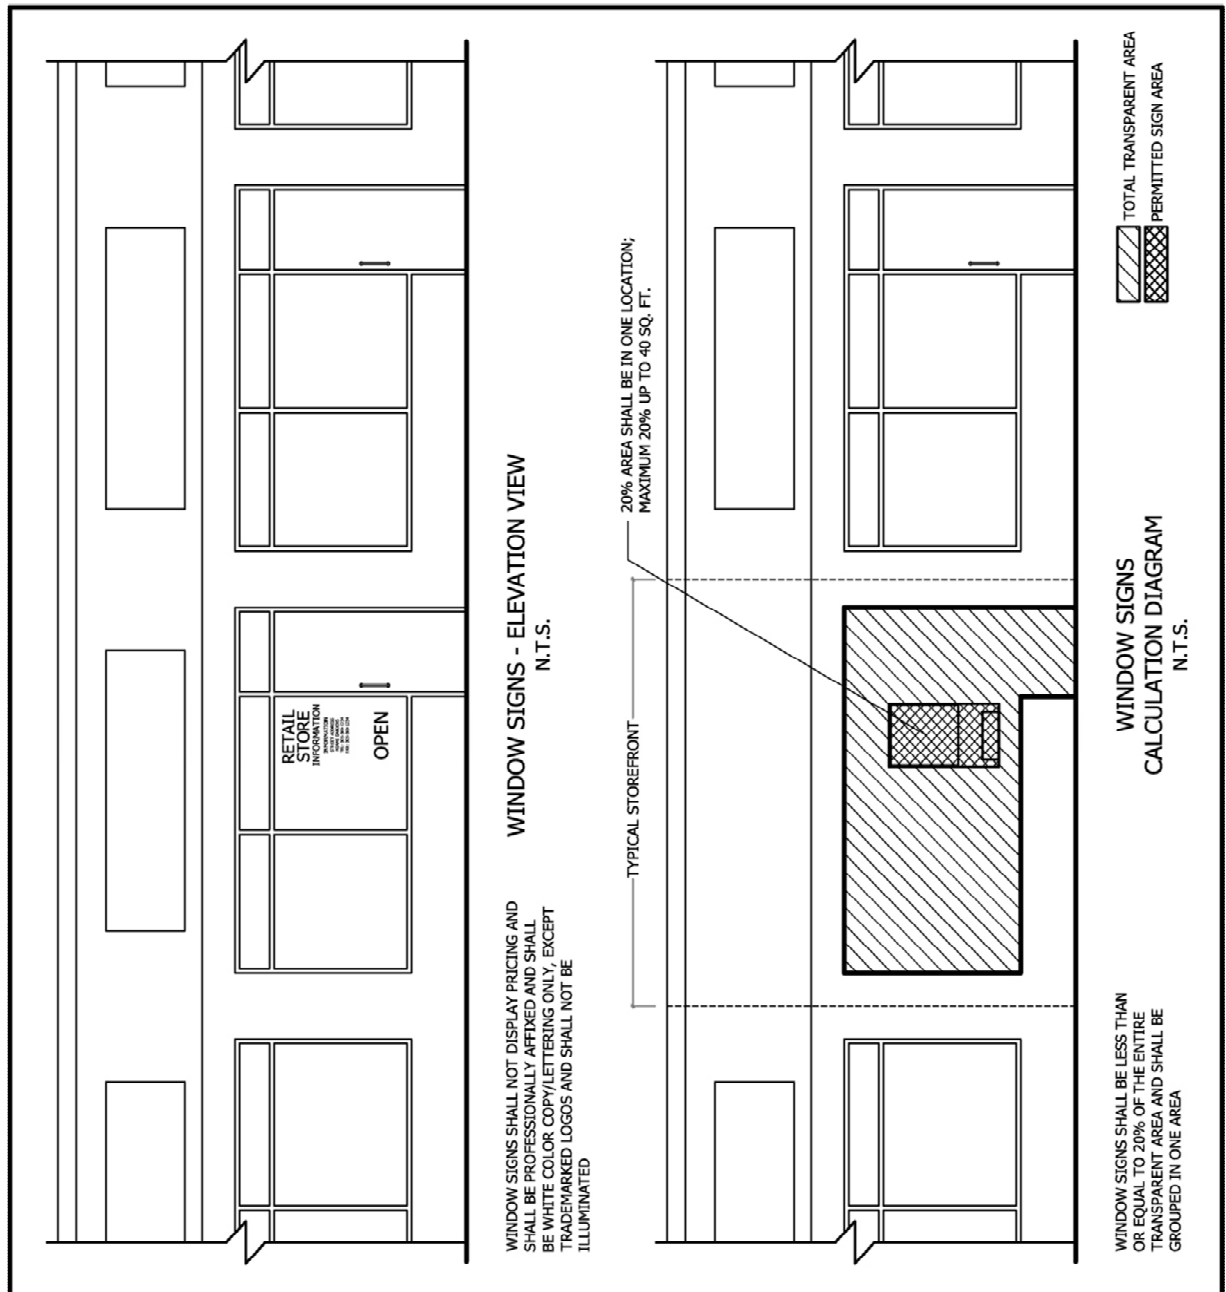 RETAIL
STORE
INFORMATION
OPEN
WINDOW SIGNS - ELEVATION VIEW
N.T.S.
WINDOW SIGNS SHALL NOT DISPLAY PRICING AND
SHALL BE PROFESSIONALLY AFFIXED AND SHALL
BE WHITE COLOR COPY/LETTERING ONLY, EXCEPT
TRADEMARKED LOGOS AND SHALL NOT BE
ILLUMINATED
20% AREA SHALL BE IN ONE LOCATION;
MAXIMUM 20% UP TO 40 SQ. FT.
TYPICAL STOREFRONT
TOTAL TRANSPARENT AREA
PERMITTED SIGN AREA
WINDOW SIGNS
CALCULATION DIAGRAM
N.T.S.
WINDOW SIGNS SHALL BE LESS THAN
OR EQUAL TO 20% OF THE ENTIRE
TRANSPARENT AREA AND SHALL BE
GROUPED IN ONE AREA